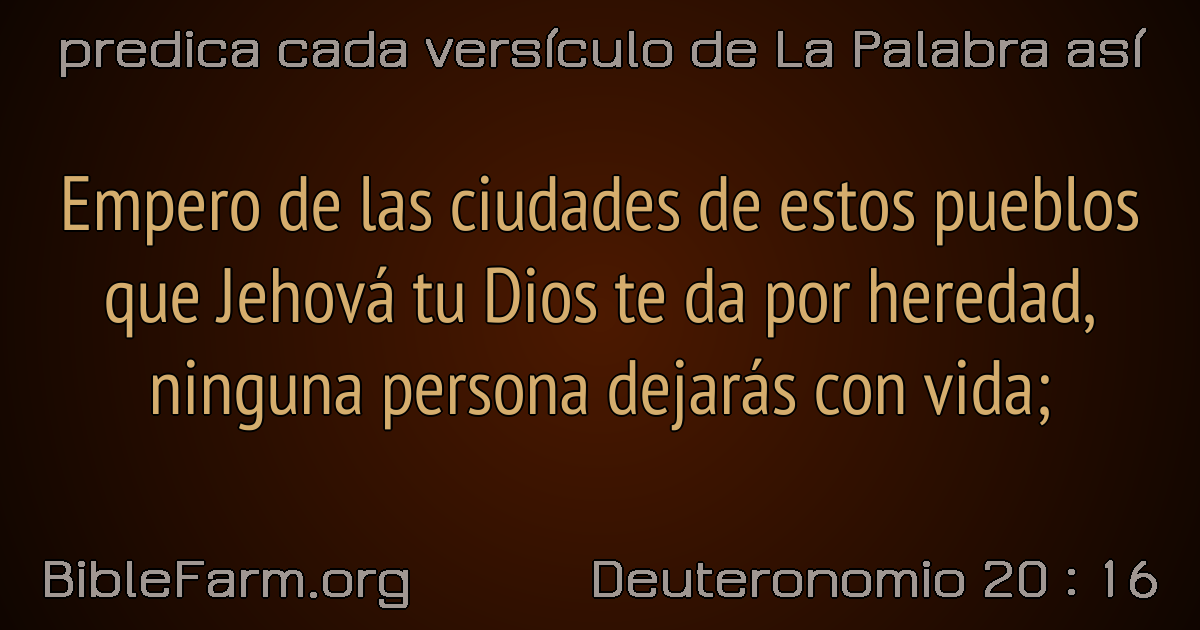 predica cada versículo de La Palabra así
Empero de las ciudades de estos pueblos
que Jehová tu Dios te da por heredad,
ninguna persona dejarás con vida;
BibleFarm.org
Deuteronomio 20 : 16